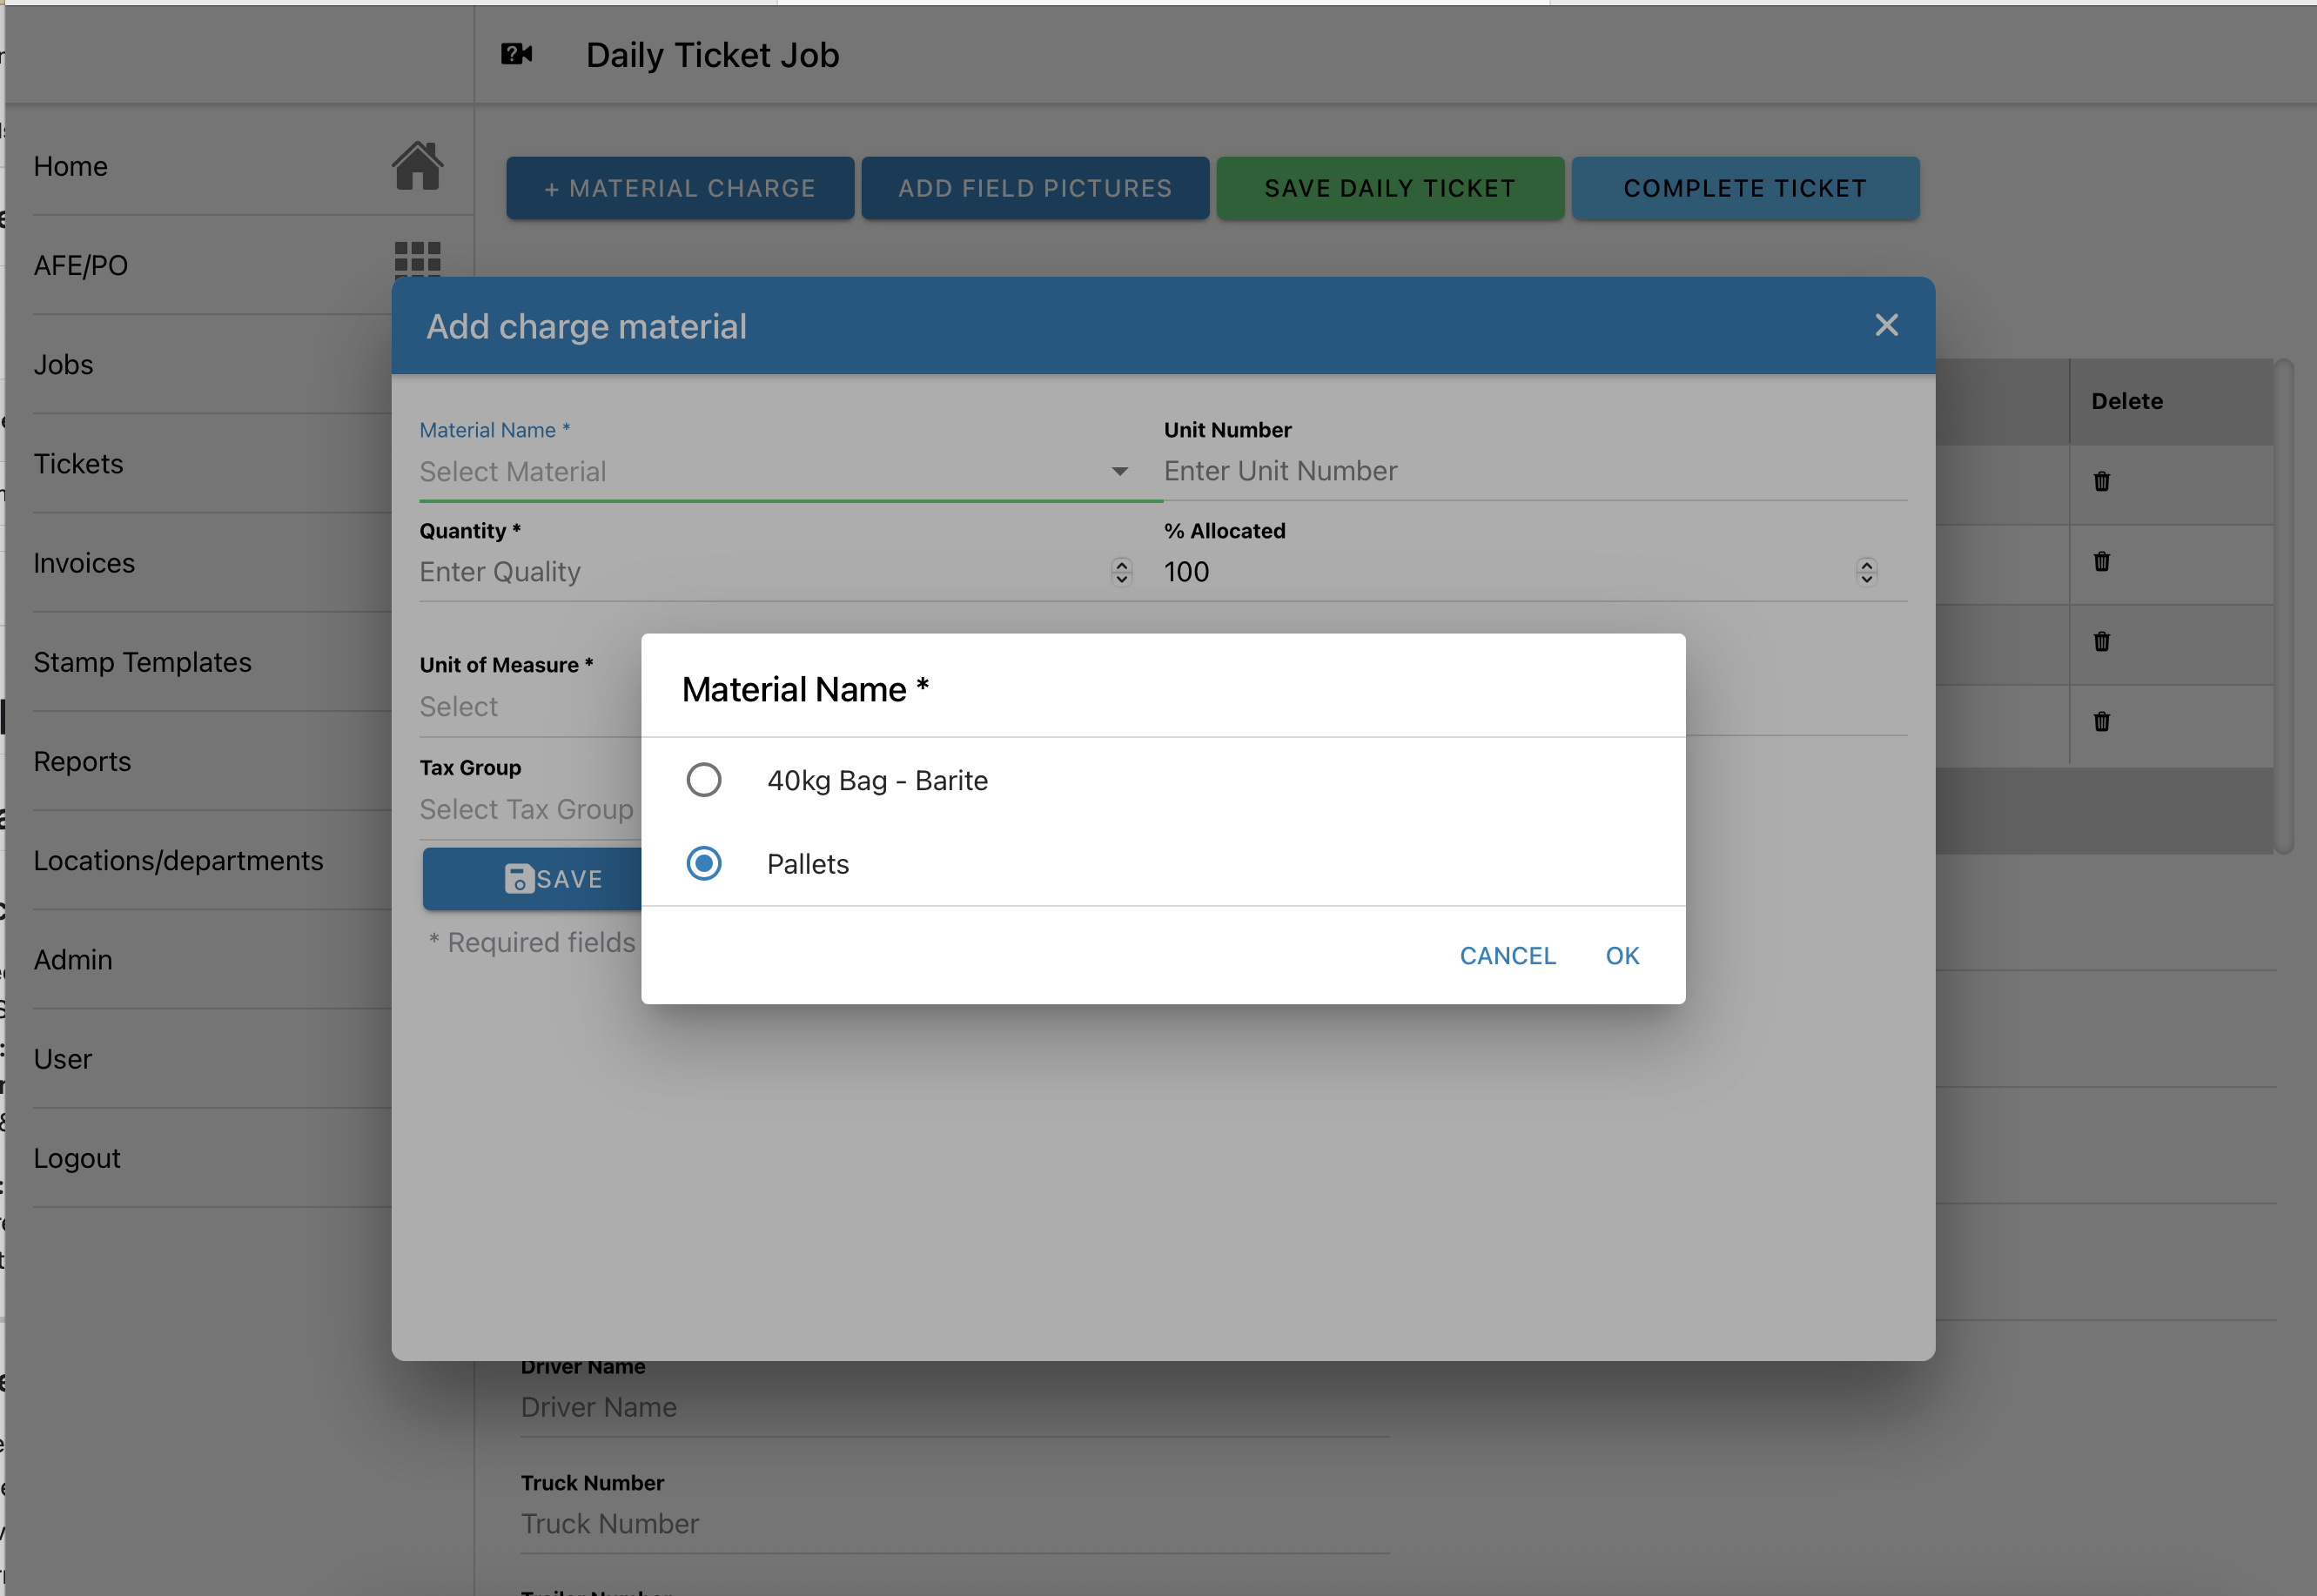 Daily Ticket Job
Home
AFE/PO
Jobs
Tickets
Invoices
Stamp Templates
Reports
Locations/departments
Admin
User
Logout
+ MATERIAL CHARGE
ADD FIELD PICTURES
SAVE DAILY TICKET
COMPLETE TICKET
Delete
Add charge material
Material Name *
Select Material
Unit Number
Enter Unit Number
Quantity *
Enter Quality
% Allocated
100
Unit of Measure *
Select
Tax Group
Select Tax Group
SAVE
* Required fields
Material Name *
40kg Bag - Barite
Pallets
CANCEL OK
Driver Name
Driver Name
Truck Number
Truck Number